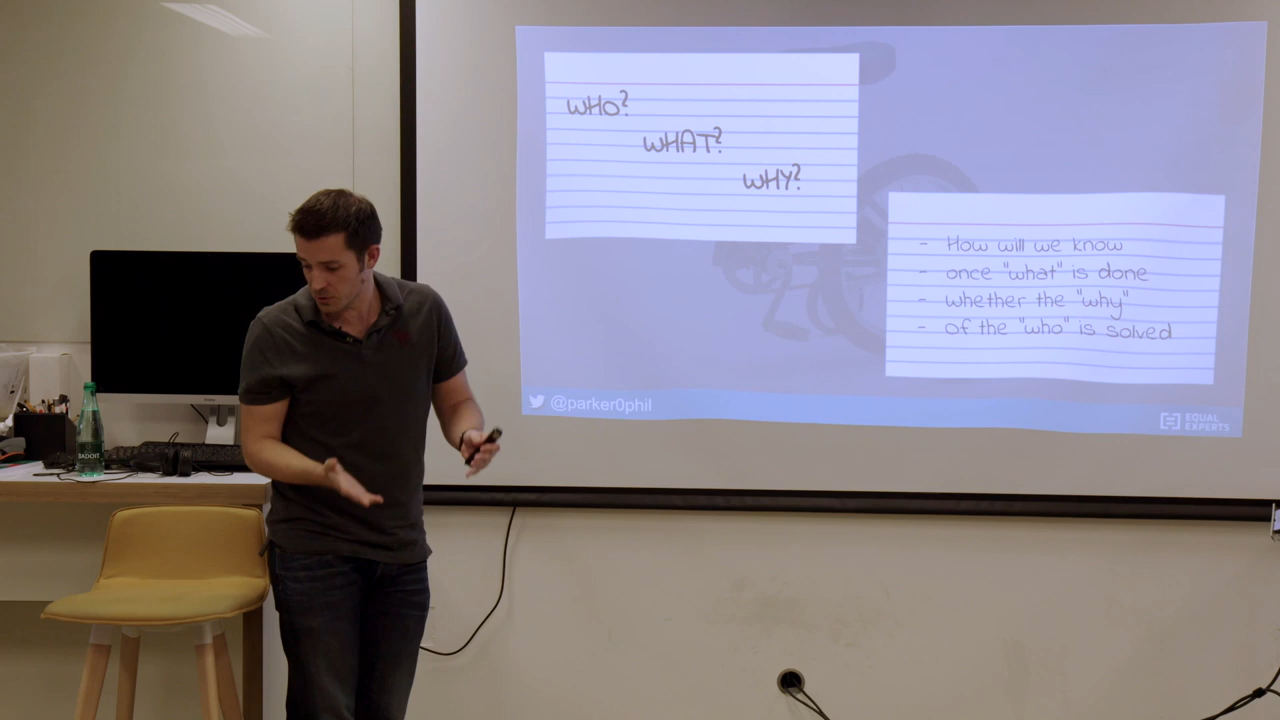 WHO?
WHAT?
WHY?
- How will we know
- once "what" is done
- whether the "why"
- of the "who" is solved
@parker0phil
EQUAL
EXPERTS
BADOIT